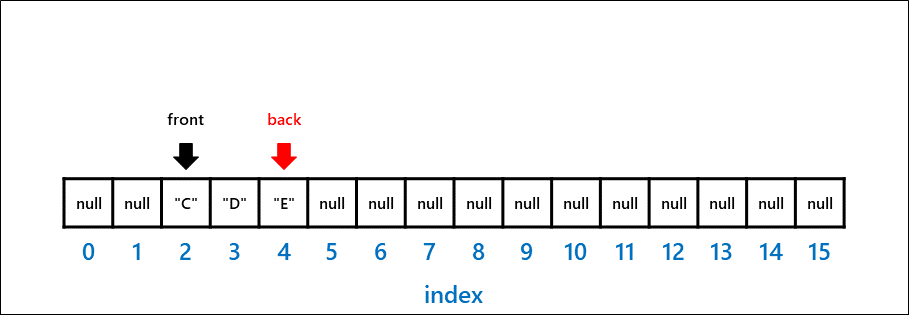 front back
null null "C" "D" "E" null null null null null null null null null null null
0 1 2 3 4 5 6 7 8 9 10 11 12 13 14 15
index